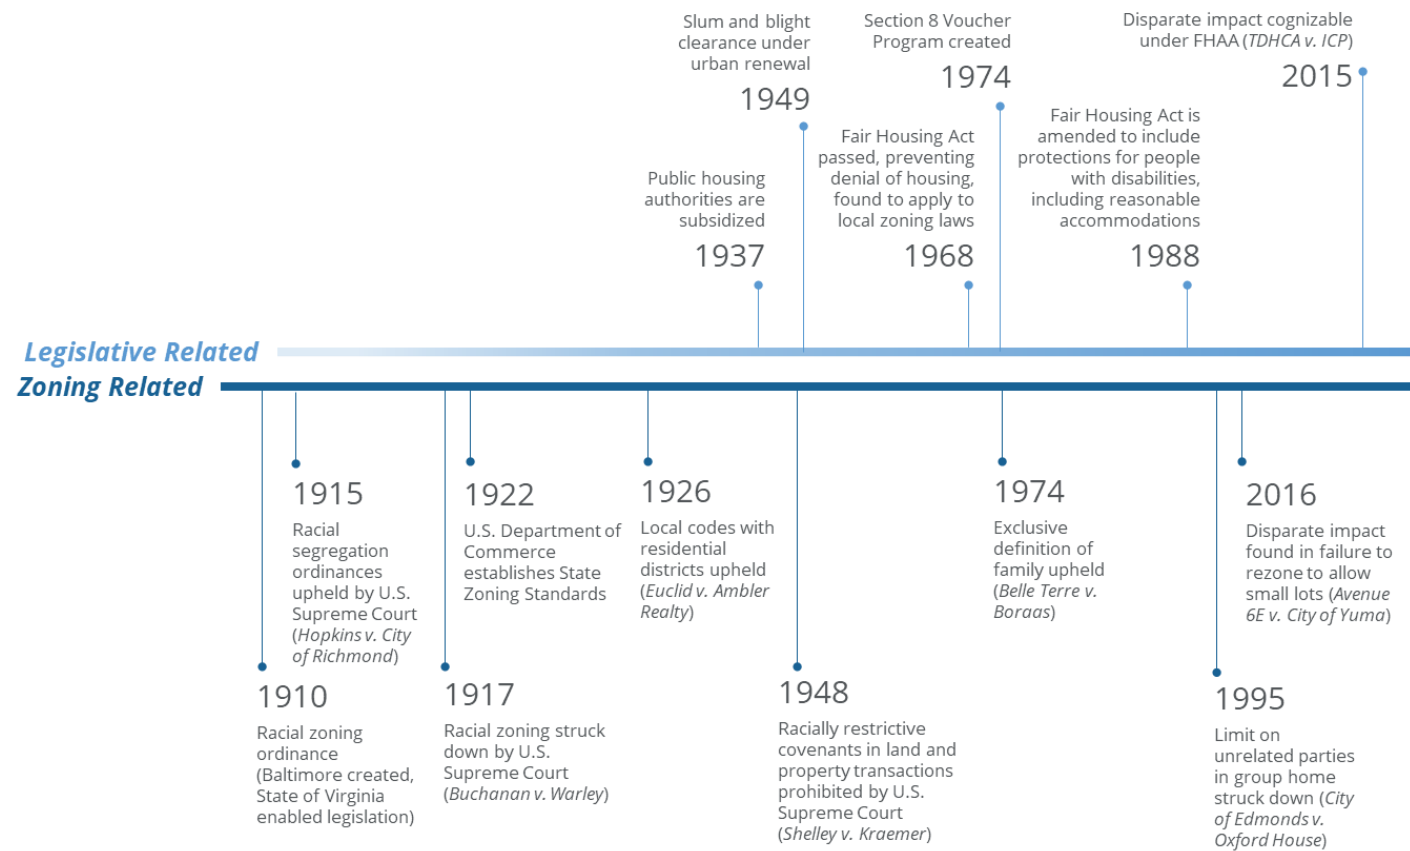 Slum and blight
clearance under
urban renewal
1949
Section 8 Voucher
Program created
1974
Disparate impact cognizable
under FHAA (TDHCA v. ICP)
2015
Public housing
authorities are
subsidized
1937
Fair Housing Act
passed, preventing
denial of housing,
found to apply to
local zoning laws
1968
Fair Housing Act is
amended to include
protections for people
with disabilities,
including reasonable
accommodations
1988
Legislative Related
Zoning Related
1915
Racial
segregation
ordinances
upheld by U.S.
Supreme Court
(Hopkins v. City
of Richmond)
1922
U.S. Department of
Commerce
establishes State
Zoning Standards
1926
Local codes with
residential
districts upheld
(Euclid v. Ambler
Realty)
1974
Exclusive
definition of
family upheld
(Belle Terre v.
Boraas)
2016
Disparate impact
found in failure to
rezone to allow
small lots (Avenue
6E v. City of Yuma)
1910
Racial zoning
ordinance
(Baltimore created,
State of Virginia
enabled legislation)
1917
Racial zoning struck
down by U.S.
Supreme Court
(Buchanan v. Warley)
1948
Racially restrictive
covenants in land and
property transactions
prohibited by U.S.
Supreme Court
(Shelley v. Kraemer)
1995
Limit on
unrelated parties
in group home
struck down (City
of Edmonds v.
Oxford House)